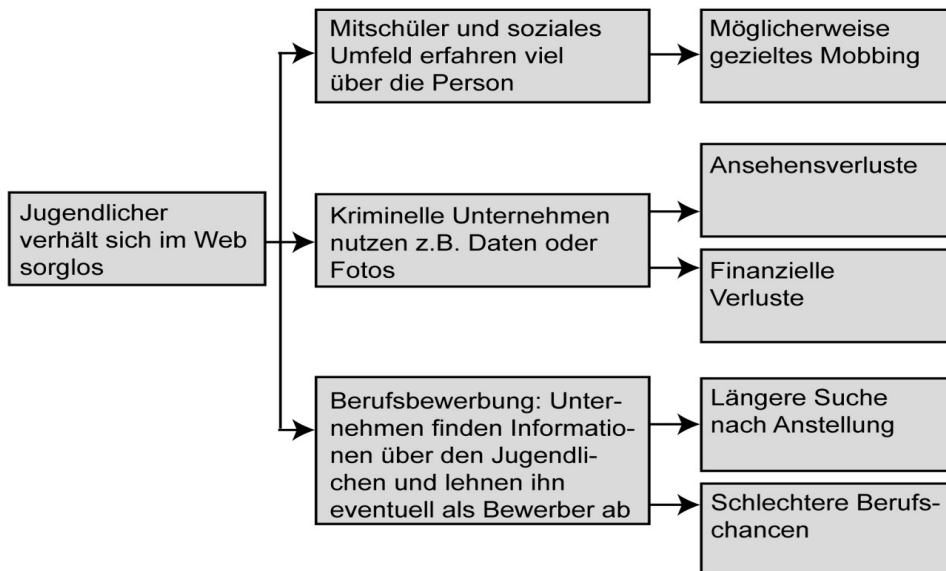 Jugendlicher
verhält sich im Web
sorglos
Mitschüler und soziales
Umfeld erfahren viel
über die Person
Möglicherweise
gezieltes Mobbing
Kriminelle Unternehmen
nutzen z.B. Daten oder
Fotos
Ansehensverluste
Finanzielle
Verluste
Berufsbewerbung: Unter-
nehmen finden Informatio-
nen über den Jugendli-
chen und lehnen ihn
eventuell als Bewerber ab
Längere Suche
nach Anstellung
Schlechtere Berufs-
chancen